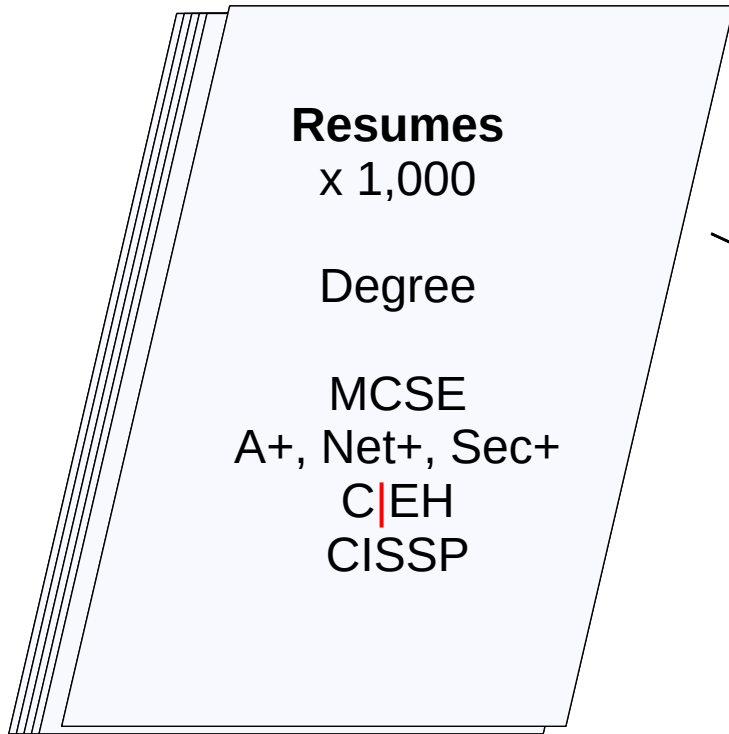 Resumes
x 1,000
Degree
MCSE
A+, Net+, Sec+
C|EH
CISSP